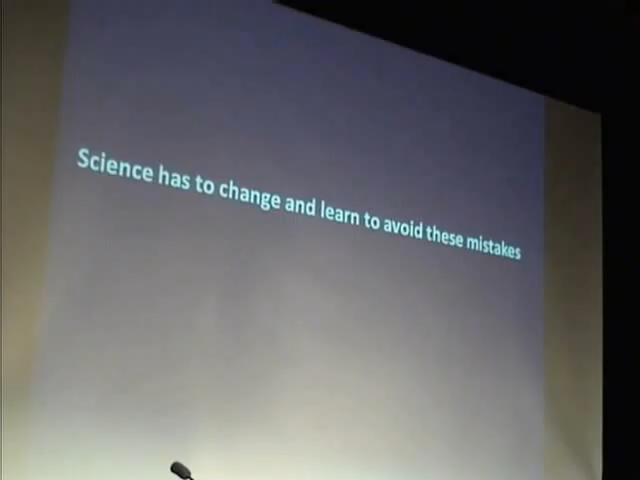 Science has to change and learn to avoid these mistakes